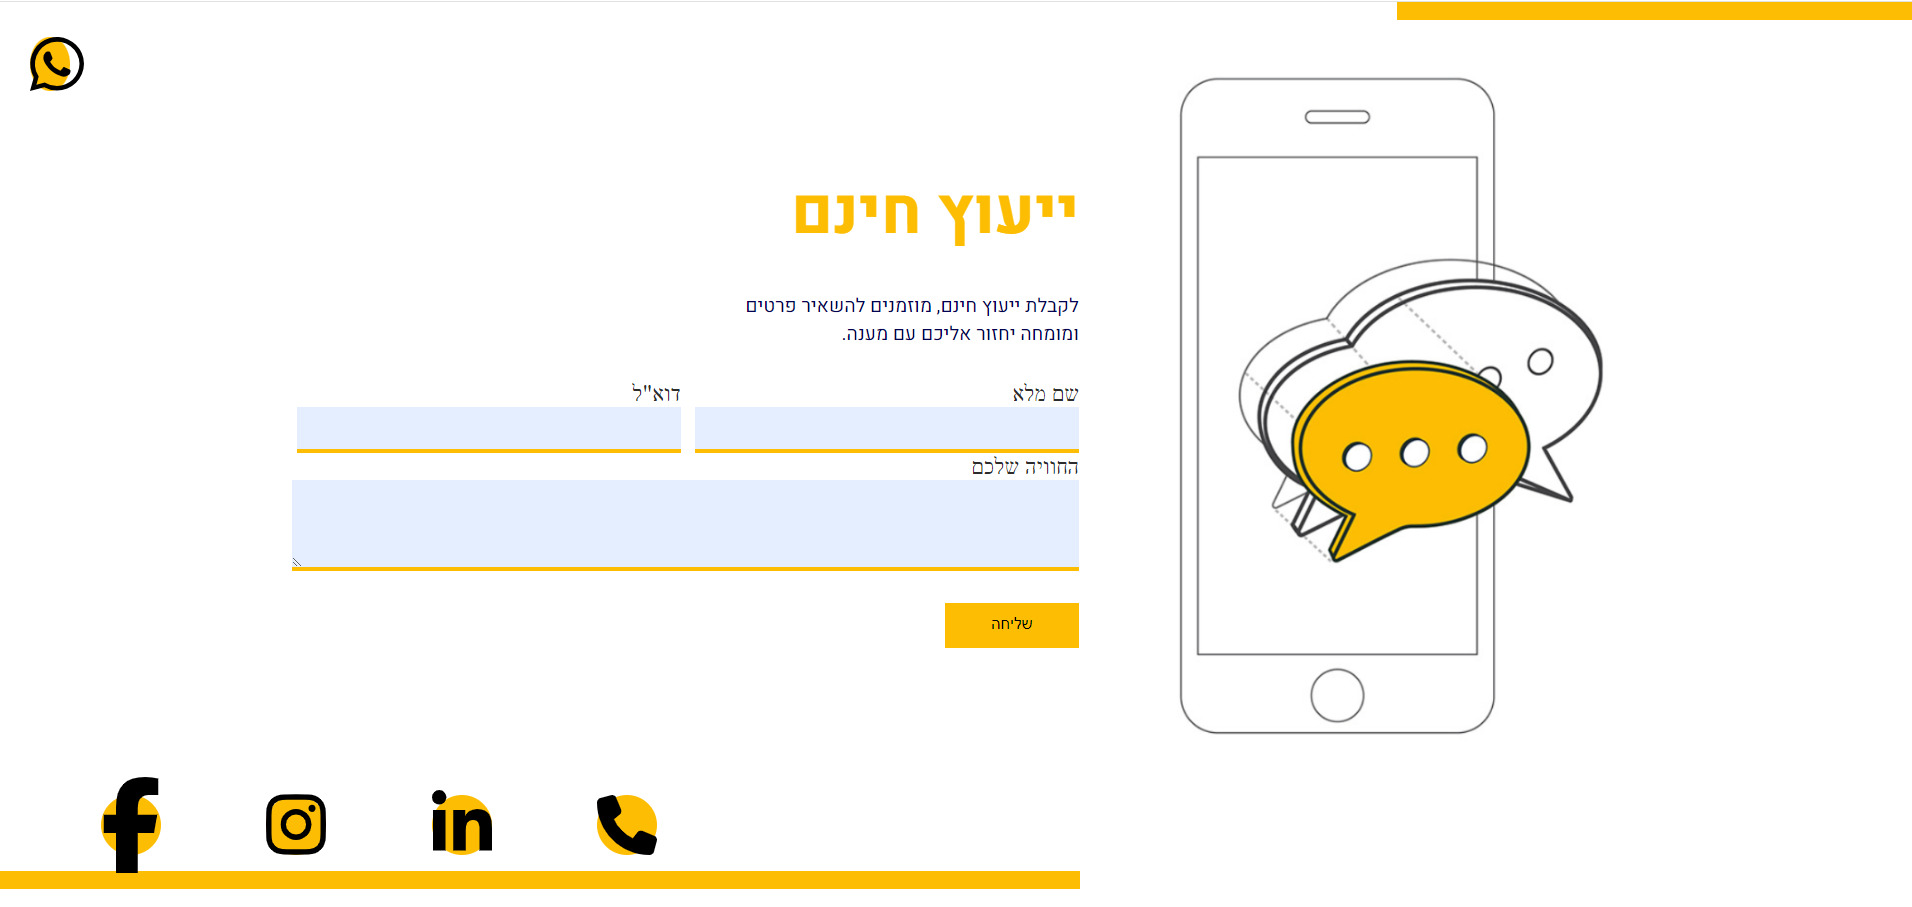 ייעוץ חינם
לקבלת ייעוץ חינם, מוזמנים להשאיר פרטים
ומומחה יחזור אליכם עם מענה.
שם מלא
דוא"ל
החוויה שלכם
שליחה